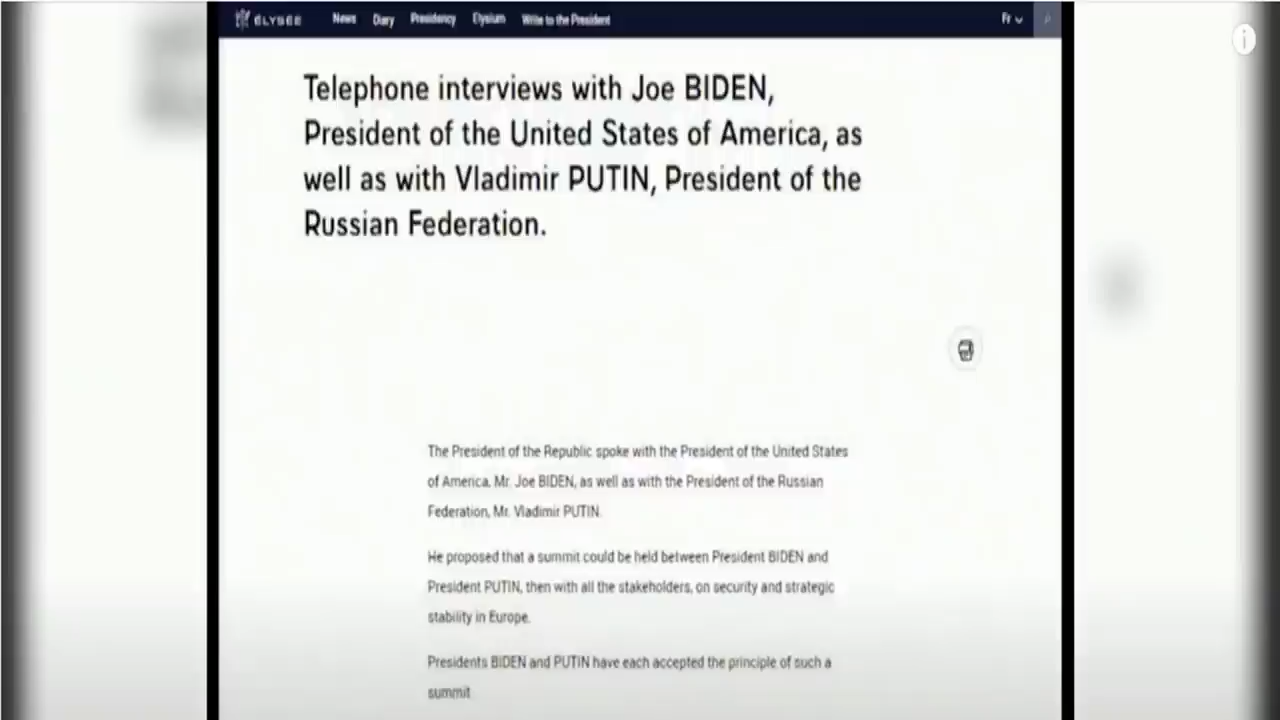 ELYSEE News Diary Presidency Elysium Write to the President Fr
Telephone interviews with Joe BIDEN,
President of the United States of America, as
well as with Vladimir PUTIN, President of the
Russian Federation.
The President of the Republic spoke with the President of the United States
of America, Mr. Joe BIDEN, as well as with the President of the Russian
Federation, Mr. Vladimir PUTIN.
He proposed that a summit could be held between President BIDEN and
President PUTIN, then with all the stakeholders, on security and strategic
stability in Europe.
Presidents BIDEN and PUTIN have each accepted the principle of such a
summit